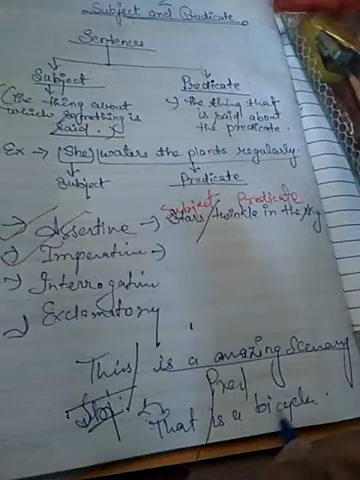 Subject and Predicate
Sentences
Subject Predicate
(the thing about → the thing that
which something is is said about
said.) the predicate.
Ex → (She) waters the plants regularly.
Subject Predicate
Subject Predicate
→ Assertive → Stars/twinkle in the sky
→ Imperative →
→ Interrogative
→ Exclamatory
This/ is a amazing Scenary
Pred
That is a bicycle.